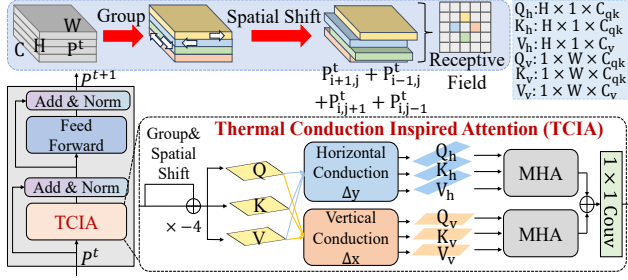 Group
Spatial Shift
C
H
W
P^t
Receptive
Field
P^t_{i+1,j} + P^t_{i-1,j}
+P^t_{i,j+1} + P^t_{i,j-1}
Q_h: H × 1 × C_qk
K_h: H × 1 × C_qk
V_h: H × 1 × C_v
Q_v: 1 × W × C_qk
K_v: 1 × W × C_qk
V_v: 1 × W × C_v
P^{t+1}
Add & Norm
Feed
Forward
Add & Norm
TCIA
P^t
Thermal Conduction Inspired Attention (TCIA)
Group&
Spatial
Shift
× −4
Q
K
V
Horizontal
Conduction
Δy
Vertical
Conduction
Δx
Q_h
K_h
V_h
Q_v
K_v
V_v
MHA
MHA
1 × 1 Conv